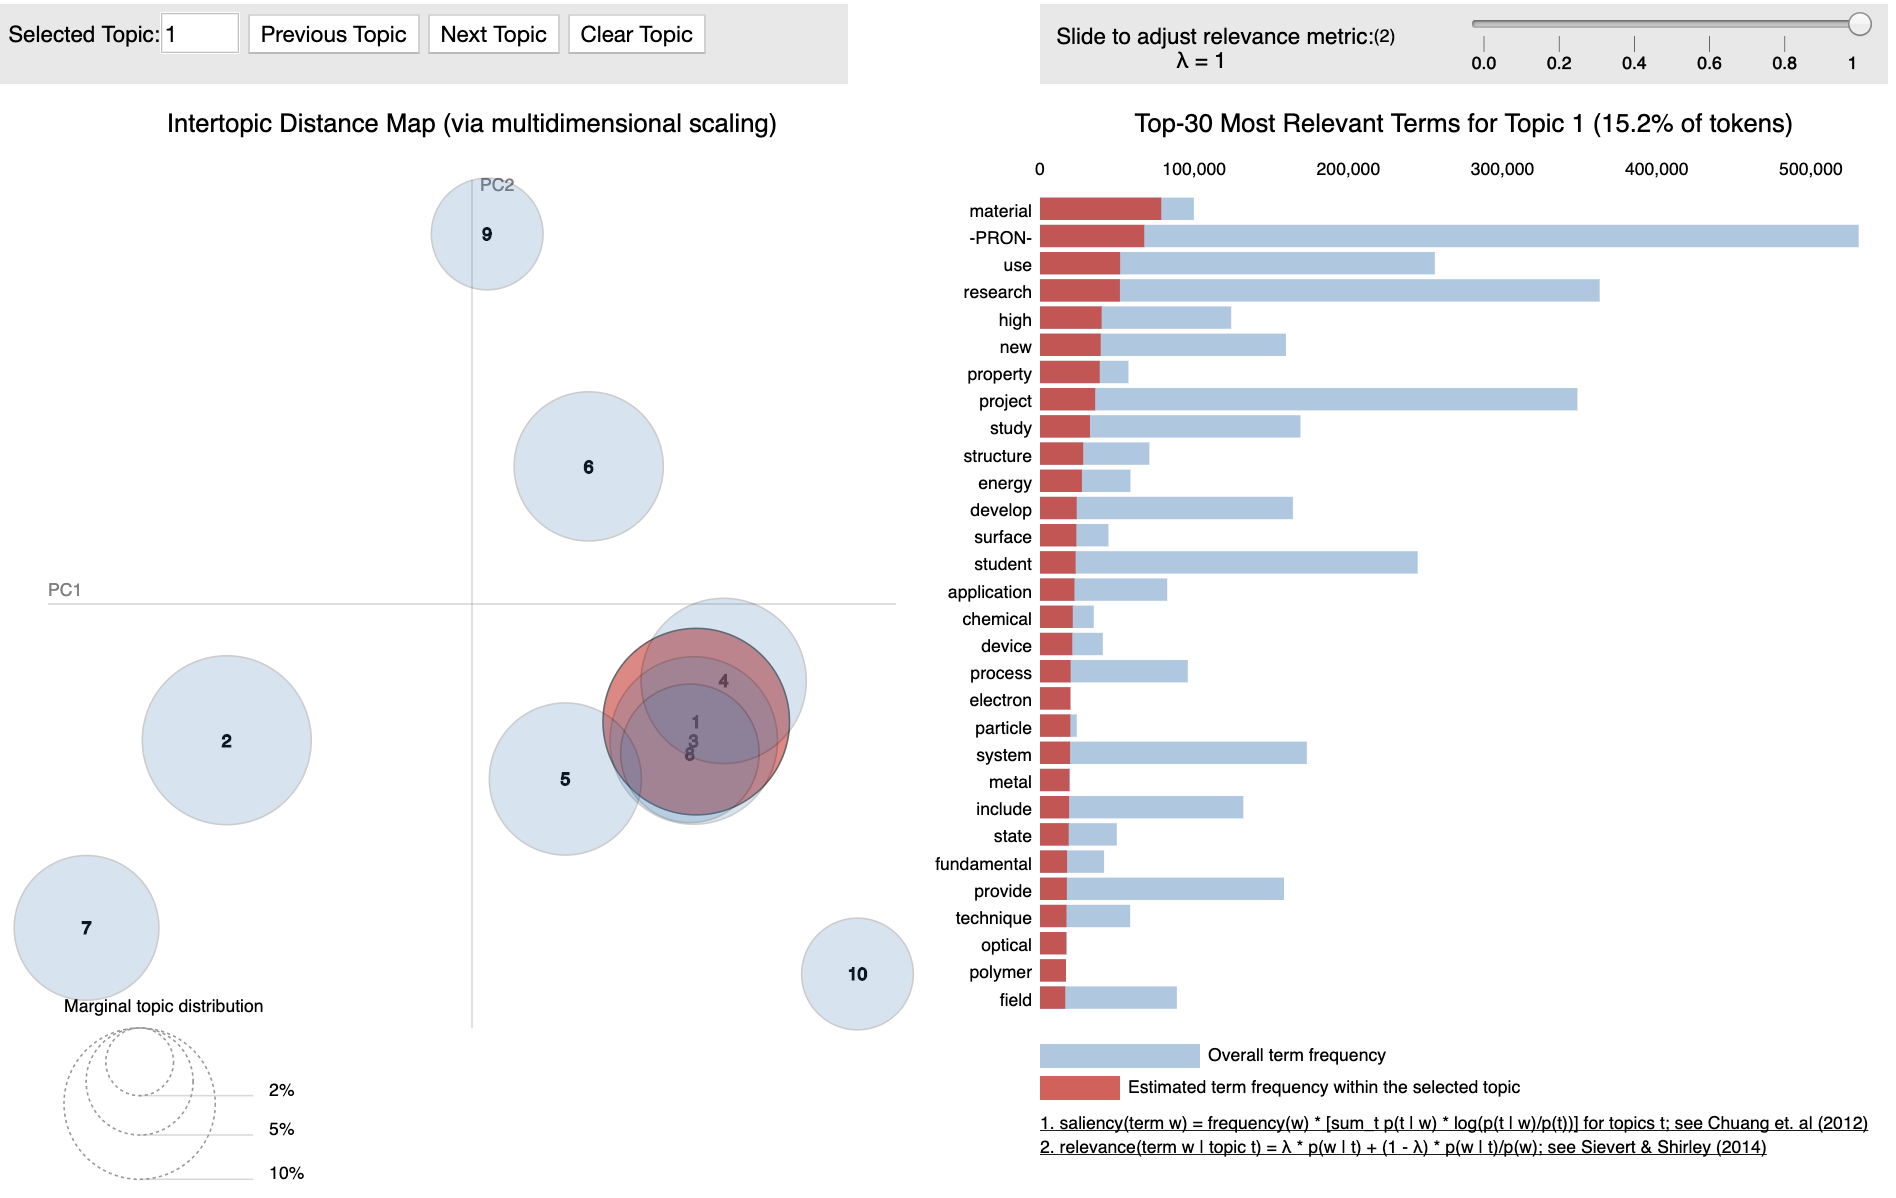 Selected Topic: 1 Previous Topic Next Topic Clear Topic
Slide to adjust relevance metric:(2)
λ = 1
0.0 0.2 0.4 0.6 0.8 1
Intertopic Distance Map (via multidimensional scaling)
PC2
9
6
PC1
4
1
3
8
2
5
7
10
Marginal topic distribution
2%
5%
10%
Top-30 Most Relevant Terms for Topic 1 (15.2% of tokens)
0 100,000 200,000 300,000 400,000 500,000
material
-PRON-
use
research
high
new
property
project
study
structure
energy
develop
surface
student
application
chemical
device
process
electron
particle
system
metal
include
state
fundamental
provide
technique
optical
polymer
field
Overall term frequency
Estimated term frequency within the selected topic
1. saliency(term w) = frequency(w) * [sum_t p(t | w) * log(p(t | w)/p(t))] for topics t; see Chuang et. al (2012)
2. relevance(term w | topic t) = λ * p(w | t) + (1 - λ) * p(w | t)/p(w); see Sievert & Shirley (2014)